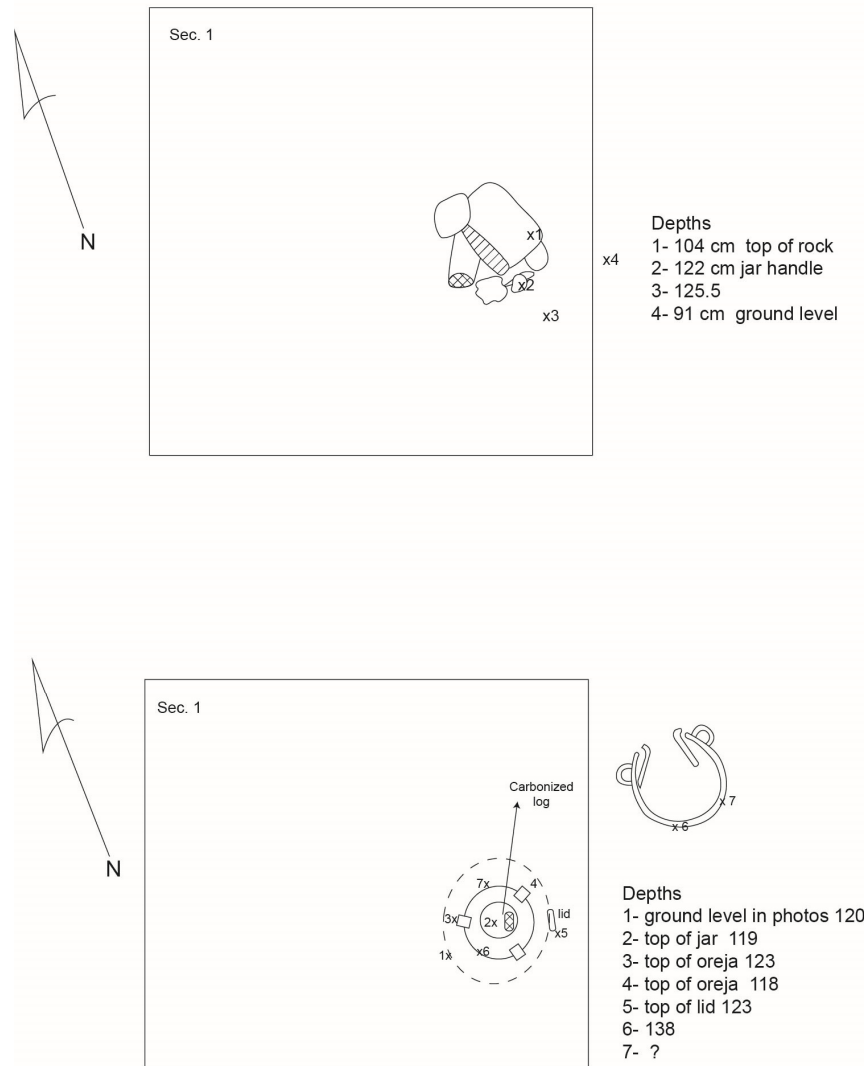 Sec. 1
N
x1
x2
x3
x4
Depths
1- 104 cm top of rock
2- 122 cm jar handle
3- 125.5
4- 91 cm ground level
Sec. 1
N
Carbonized
log
7x
4
3x
2x
lid
x5
x6
1x
x 7
x 6
Depths
1- ground level in photos 120
2- top of jar 119
3- top of oreja 123
4- top of oreja 118
5- top of lid 123
6- 138
7- ?